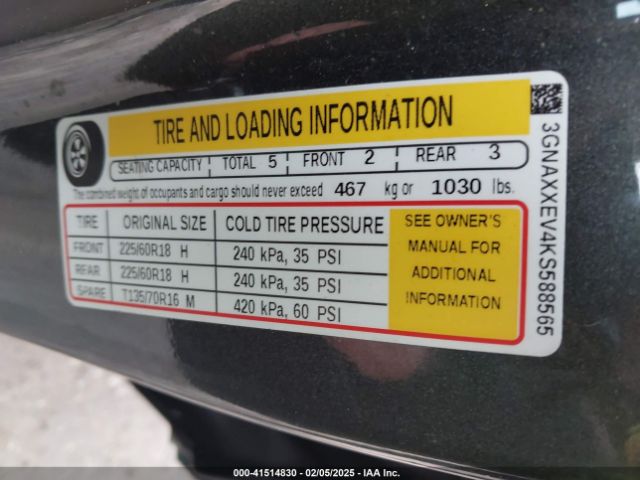 TIRE AND LOADING INFORMATION
SEATING CAPACITY TOTAL 5 FRONT 2 REAR 3
The combined weight of occupants and cargo should never exceed 467 kg or 1030 lbs.
TIRE ORIGINAL SIZE COLD TIRE PRESSURE
FRONT 225/60R18 H 240 kPa, 35 PSI
REAR 225/60R18 H 240 kPa, 35 PSI
SPARE T135/70R16 M 420 kPa, 60 PSI
SEE OWNER'S
MANUAL FOR
ADDITIONAL
INFORMATION
3GNAXXEV4KS588565
000-41514830 - 02/05/2025 - IAA Inc.